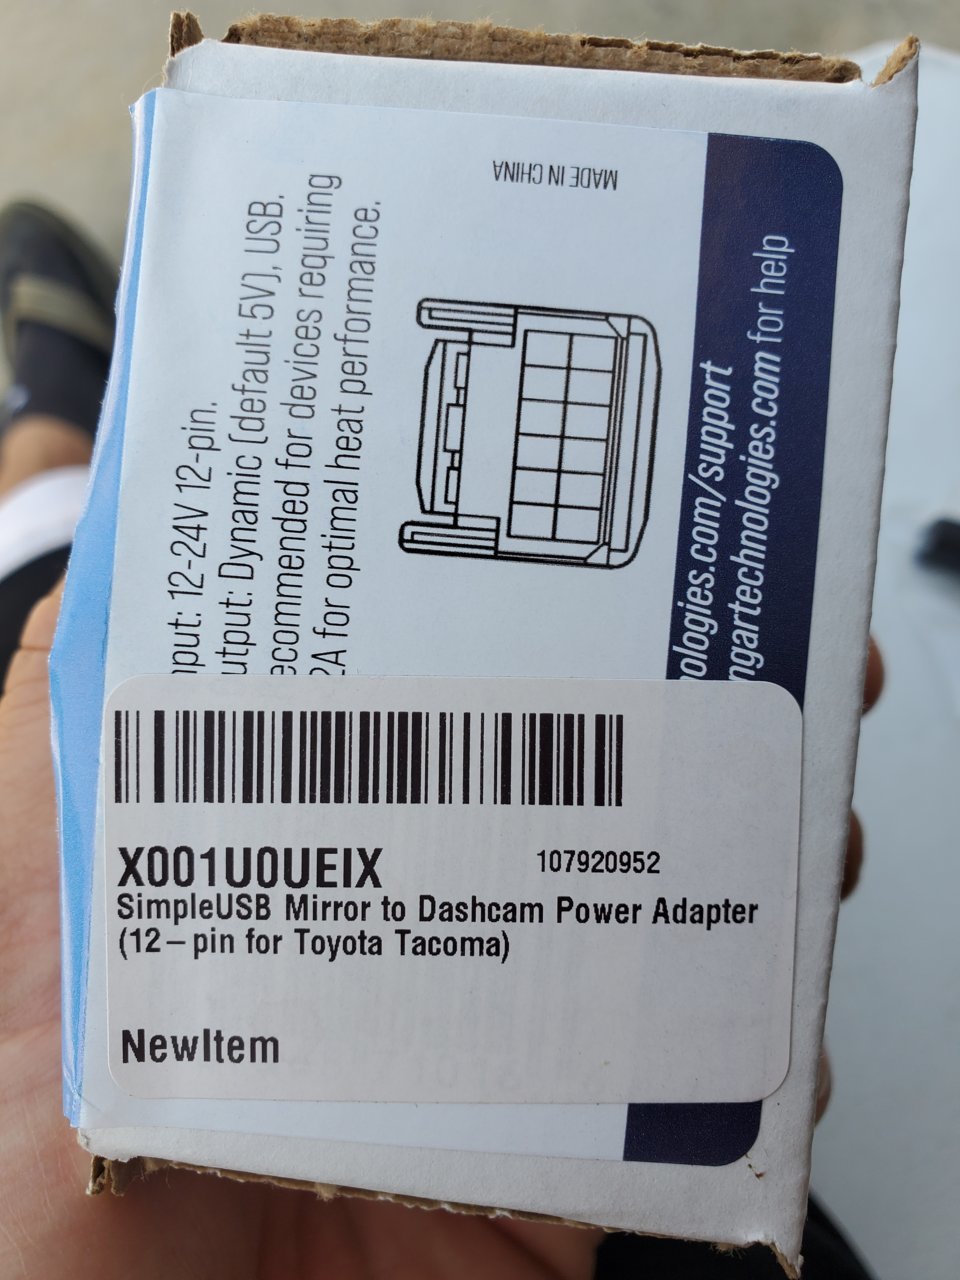 MADE IN CHINA
nput: 12-24V 12-pin.
utput: Dynamic (default 5V), USB.
ecommended for devices requiring
2A for optimal heat performance.
nologies.com/support
ngartechnologies.com for help
X001U0UEIX
107920952
SimpleUSB Mirror to Dashcam Power Adapter
(12-pin for Toyota Tacoma)
NewItem